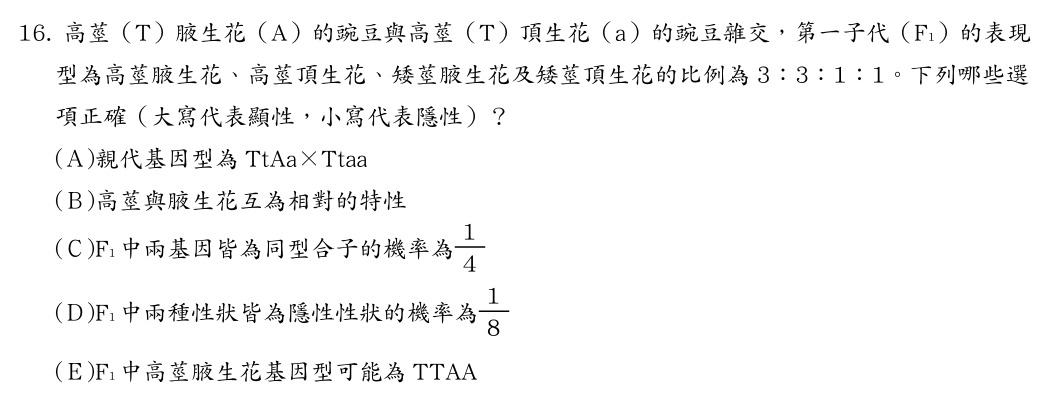 16. 高莖（T）腋生花（A）的豌豆與高莖（T）頂生花（a）的豌豆雜交，第一子代（F₁）的表現
型為高莖腋生花、高莖頂生花、矮莖腋生花及矮莖頂生花的比例為3：3：1：1。下列哪些選
項正確（大寫代表顯性，小寫代表隱性）？
(A)親代基因型為 TtAa×Ttaa
(B)高莖與腋生花互為相對的特性
(C)F₁中兩基因皆為同型合子的機率為1/4
(D)F₁中兩種性狀皆為隱性性狀的機率為1/8
(E)F₁中高莖腋生花基因型可能為 TTAA